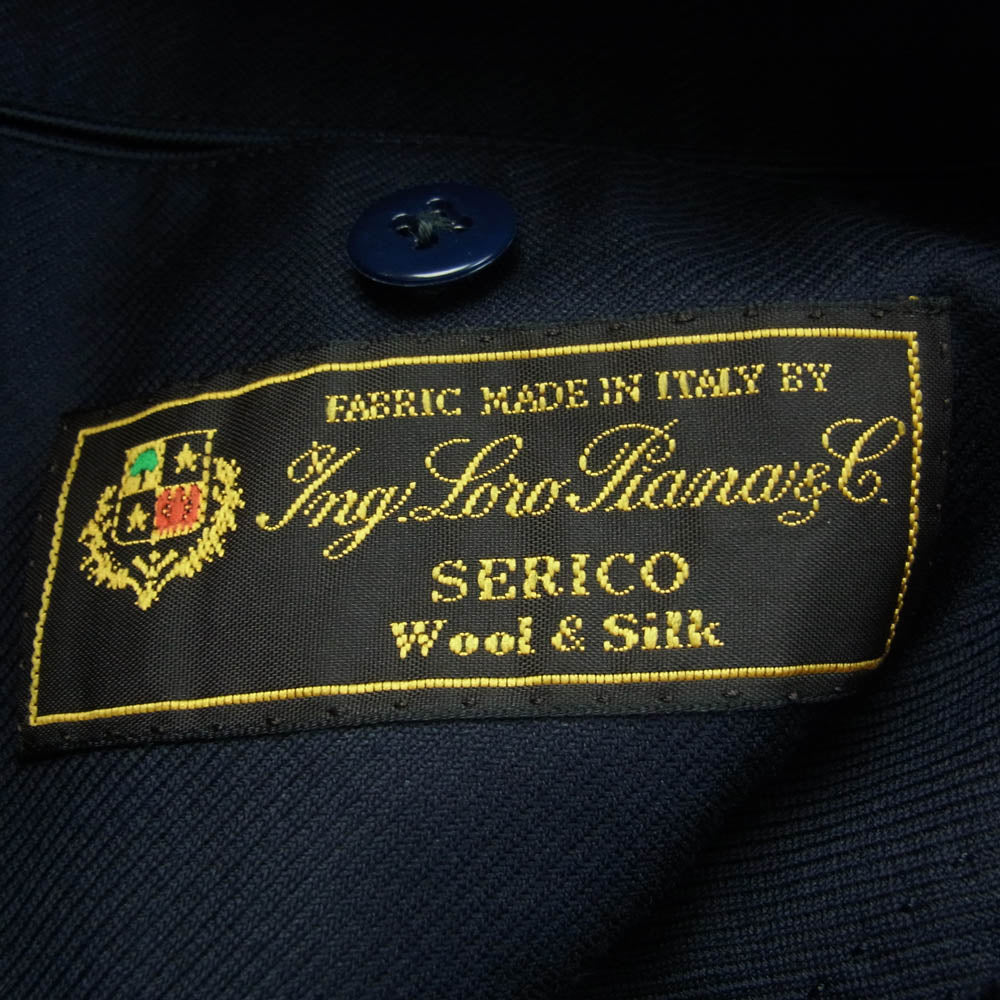 FABRIC MADE IN ITALY BY
Ing. Loro Piana & C.
SERICO
Wool & Silk